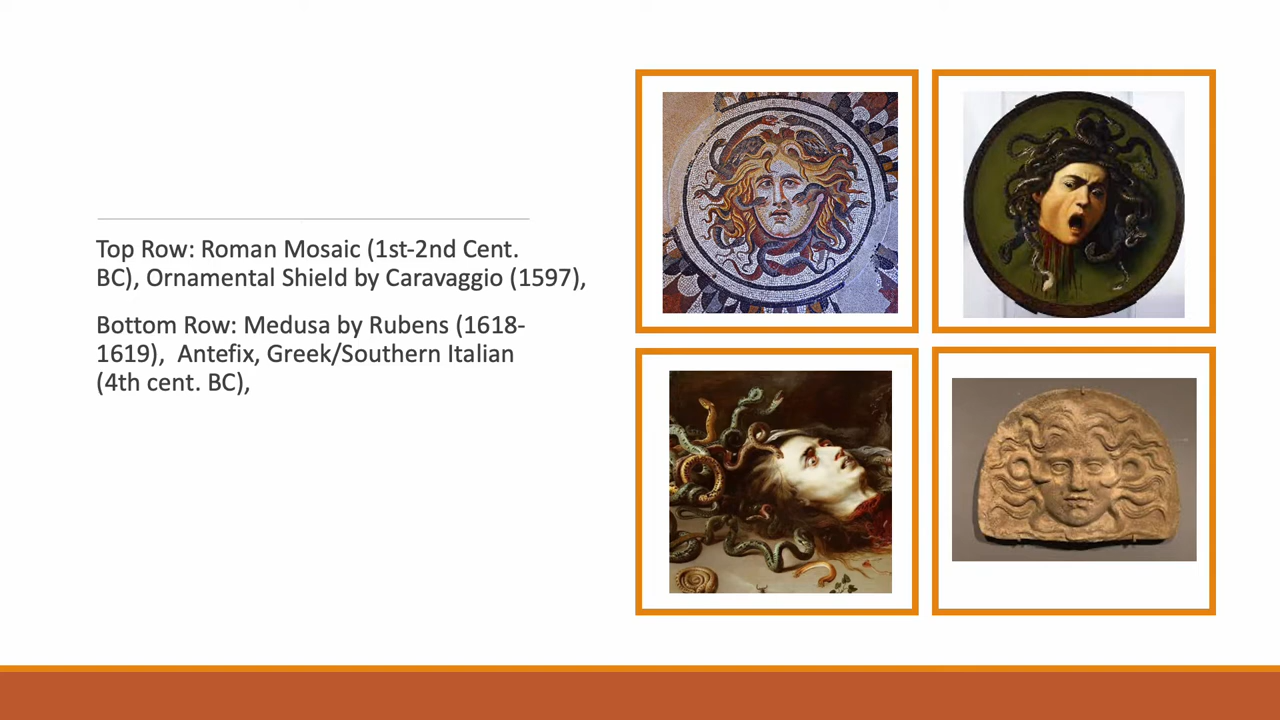 Top Row: Roman Mosaic (1st-2nd Cent.
BC), Ornamental Shield by Caravaggio (1597),
Bottom Row: Medusa by Rubens (1618-
1619),  Antefix, Greek/Southern Italian
(4th cent. BC),